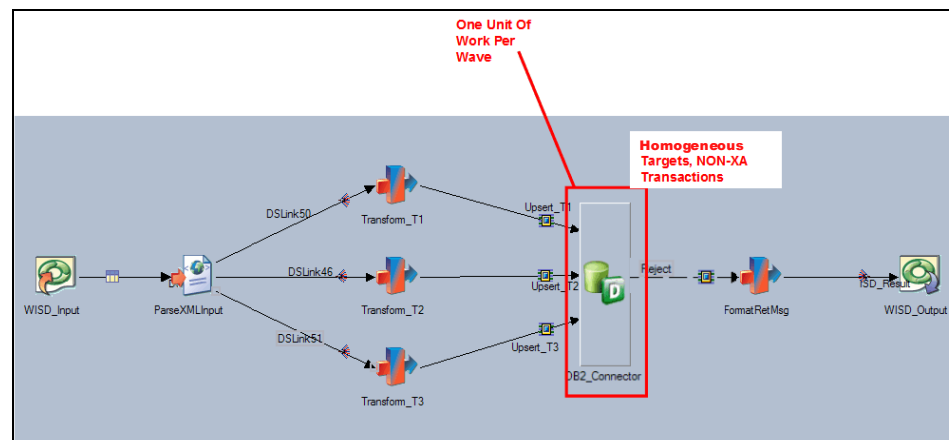 One Unit Of
Work Per
Wave
Homogeneous
Targets, NON-XA
Transactions
DSLink50
Transform_T1
Upsert_T1
WISD_Input
ParseXMLInput
DSLink46
Transform_T2
Upsert_T2
Reject
FormatRetMsg
ISD_Result
WISD_Output
DSLink51
Transform_T3
Upsert_T3
DB2_Connector